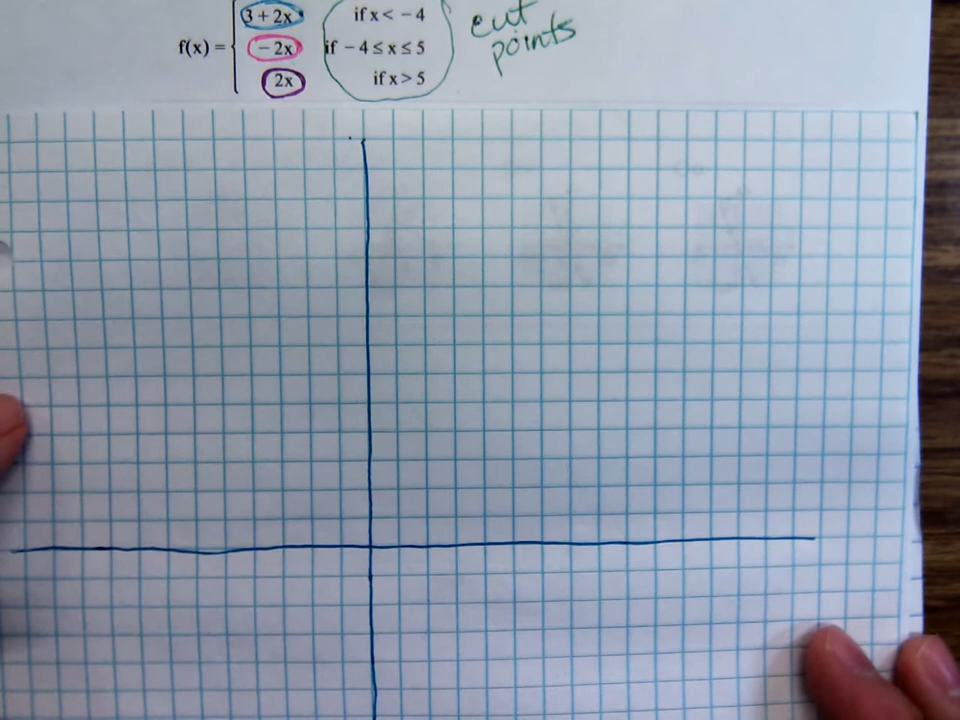 3 + 2x if x < - 4
f(x) = { - 2x if - 4 ≤ x ≤ 5
2x if x > 5
cut
points